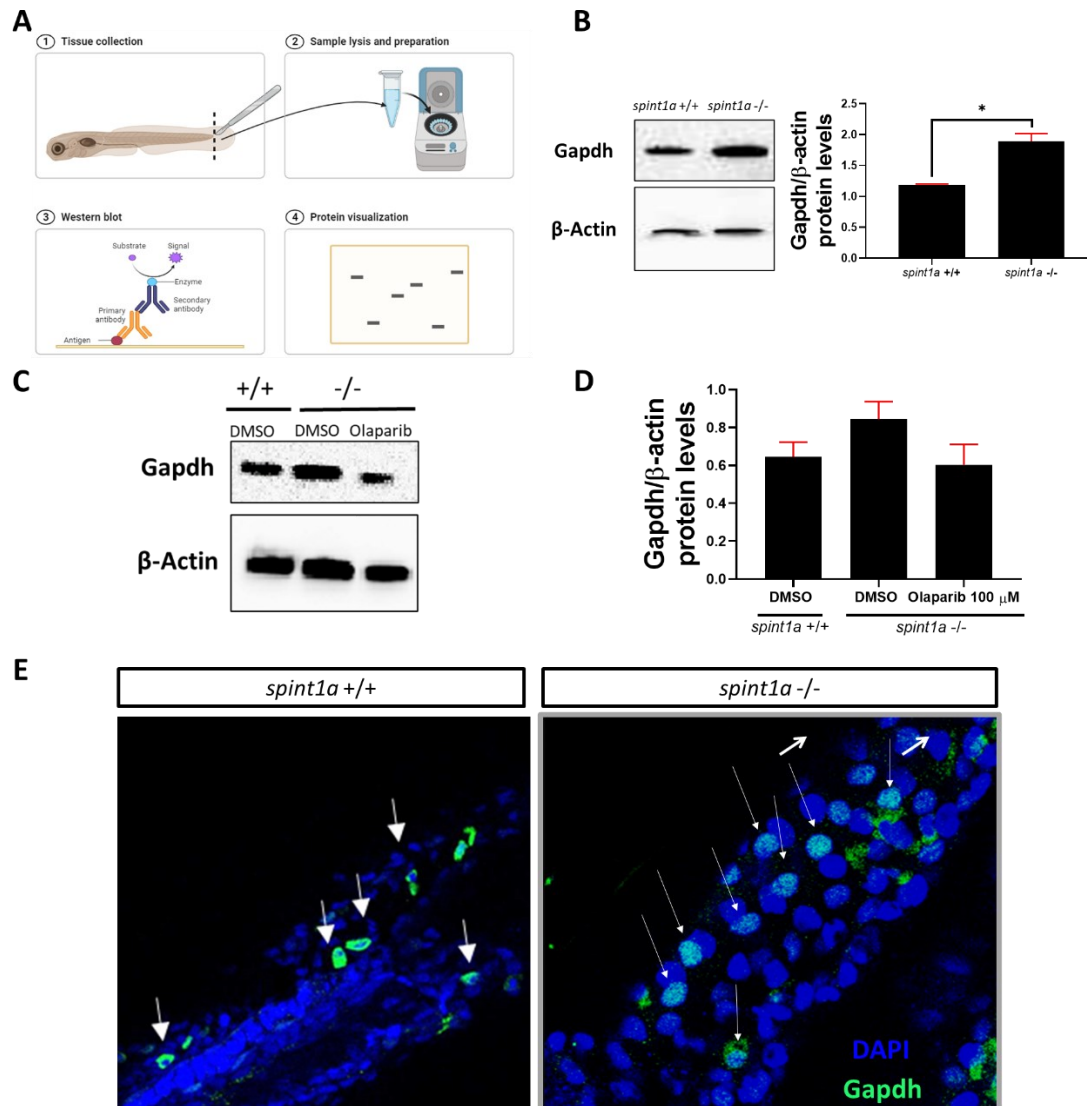 A
1 Tissue collection
2 Sample lysis and preparation
3 Western blot
Substrate
Signal
Enzyme
Secondary
antibody
Primary
antibody
Antigen
4 Protein visualization
B
spint1a +/+ spint1a -/-
Gapdh
β-Actin
Gapdh/β-actin
protein levels
2.5
2.0
1.5
1.0
0.5
0.0
*
spint1a +/+
spint1a -/-
C
+/+
-/-
DMSO
DMSO
Olaparib
Gapdh
β-Actin
D
Gapdh/β-actin
protein levels
1.0
0.8
0.6
0.4
0.2
0.0
DMSO
DMSO
Olaparib 100 μM
spint1a +/+
spint1a -/-
E
spint1a +/+
spint1a -/-
DAPI
Gapdh